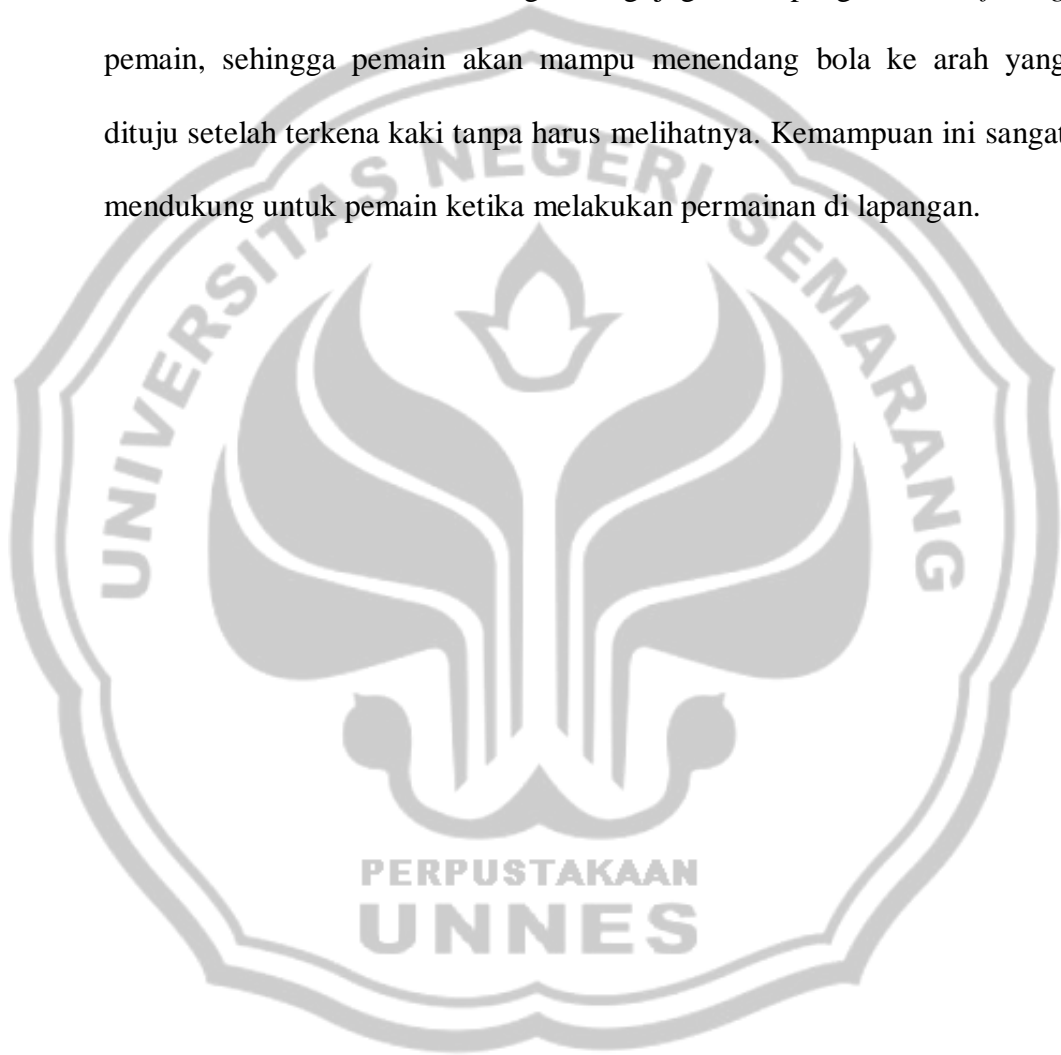 pemain, sehingga pemain akan mampu menendang bola ke arah yang
dituju setelah terkena kaki tanpa harus melihatnya. Kemampuan ini sangat
mendukung untuk pemain ketika melakukan permainan di lapangan.
UNIVERSITAS NEGERI SEMARANG
PERPUSTAKAAN
UNNES